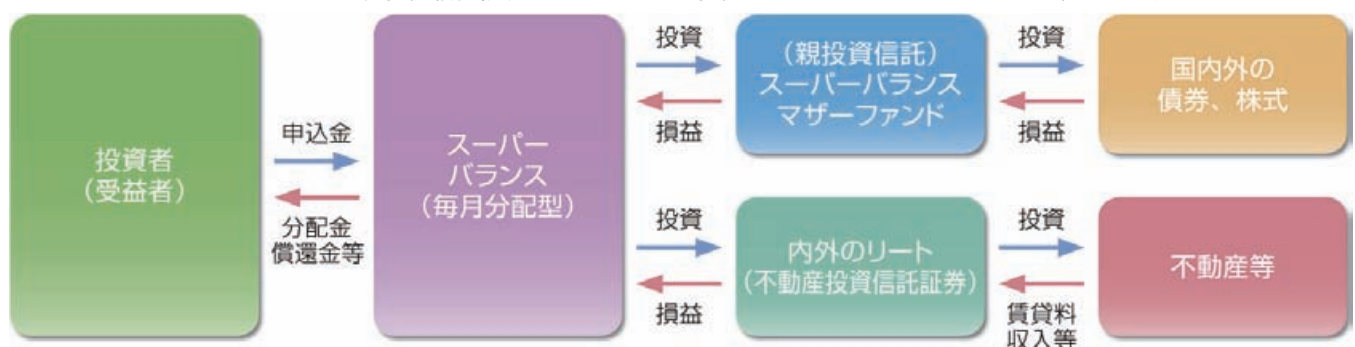 投資者
（受益者）
申込金
分配金
償還金等
スーパー
バランス
（毎月分配型）
投資
損益
（親投資信託）
スーパーバランス
マザーファンド
投資
損益
国内外の
債券、株式
投資
損益
内外のリート
（不動産投資信託証券）
投資
賃貸料
収入等
不動産等